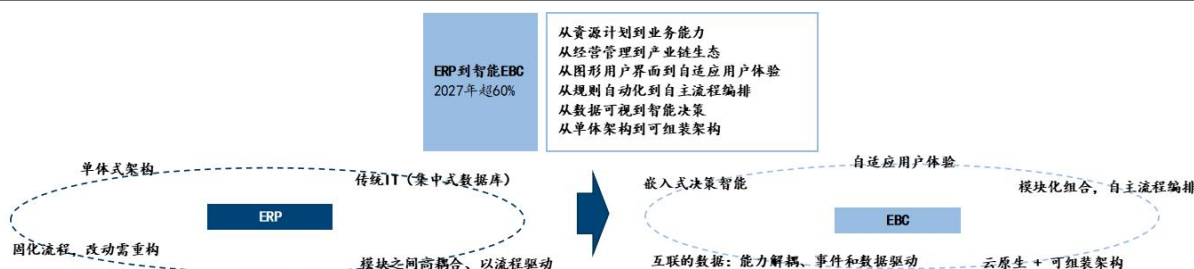 ERP到智能EBC
2027年超60%
从资源计划到业务能力
从经营管理到产业链生态
从图形用户界面到自适应用户体验
从规则自动化到自主流程编排
从数据可视到智能决策
从单体架构到可组装架构
单体式架构
传统IT（集中式数据库）
ERP
固化流程，改动需重构
模块之间高耦合、以流程驱动
自适应用户体验
嵌入式决策智能
模块化组合，自主流程编排
EBC
互联的数据：能力解耦、事件和数据驱动
云原生 + 可组装架构